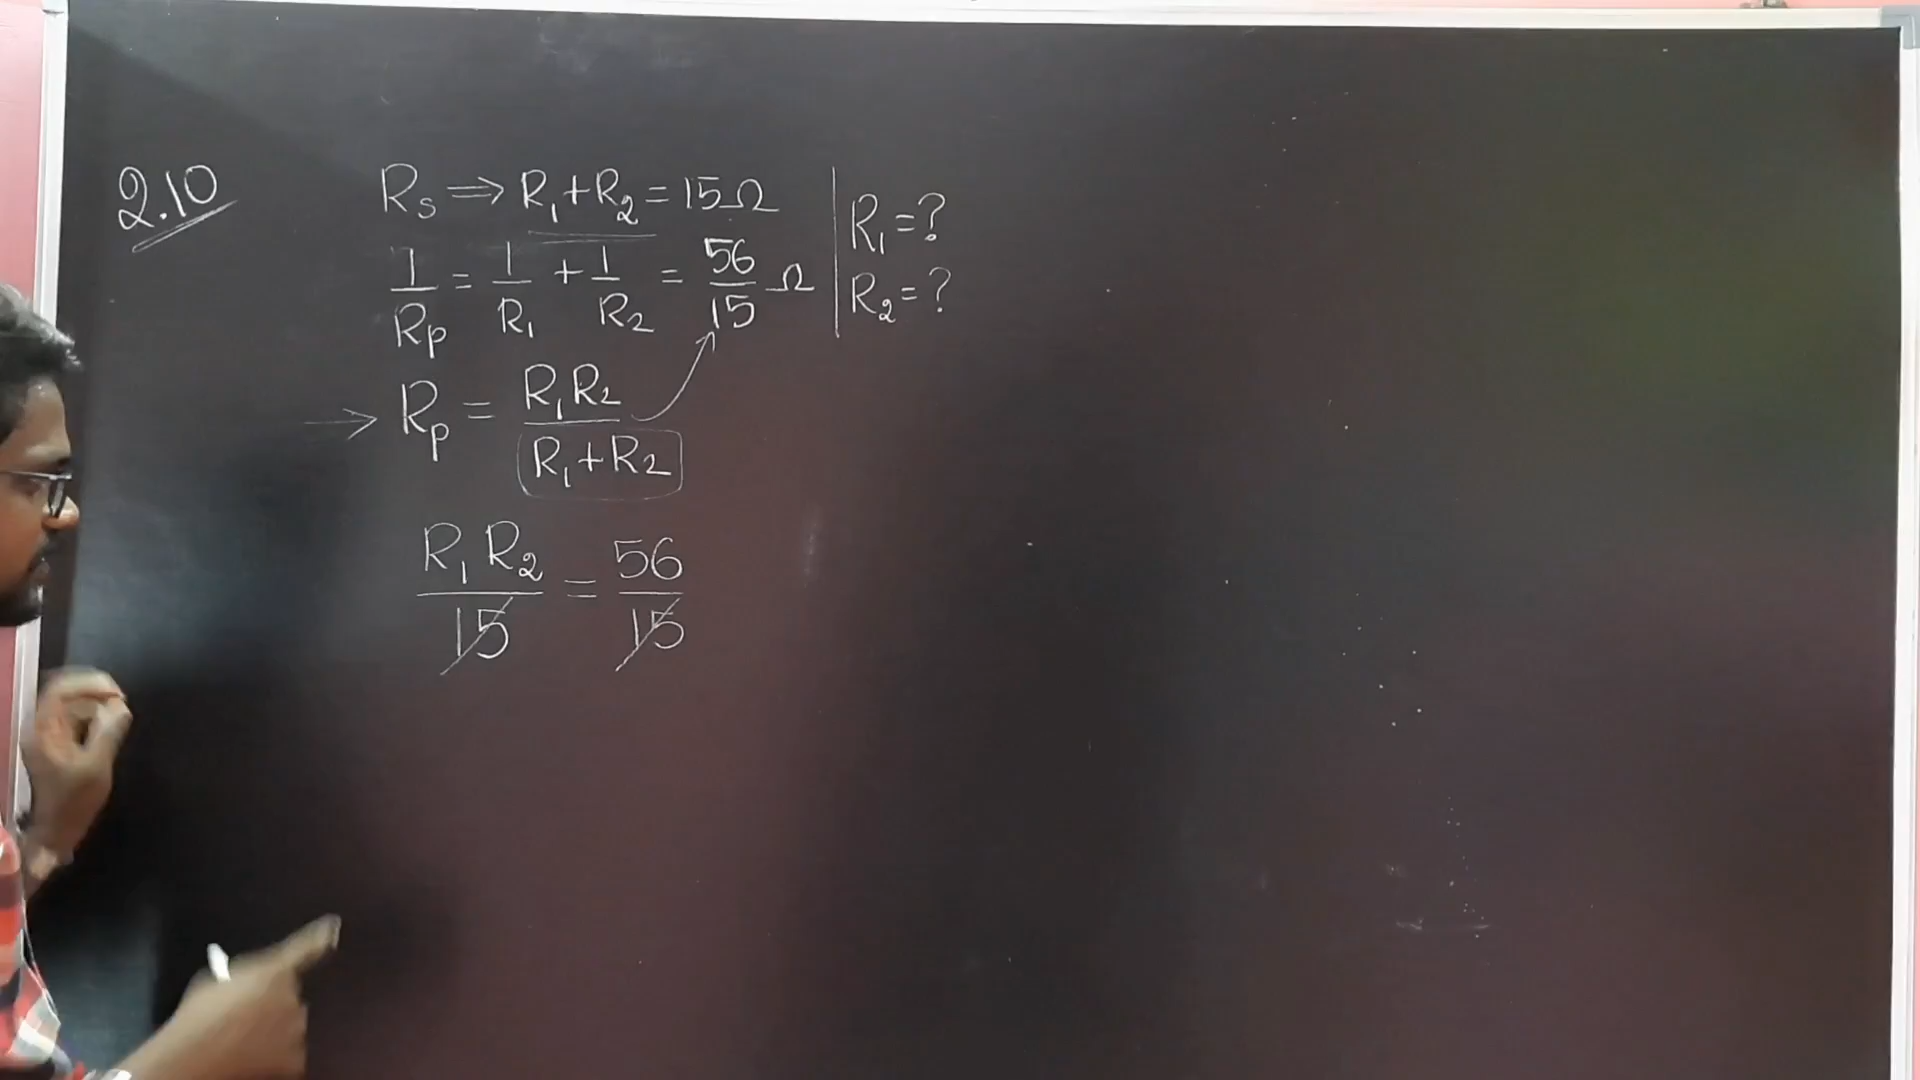 2.10
Rs ⟹ R₁+R₂ = 15Ω
1/Rp = 1/R₁ + 1/R₂ = 56/15 Ω
R₁ = ?
R₂ = ?
→ Rp = R₁R₂/R₁+R₂
R₁R₂/15 = 56/15